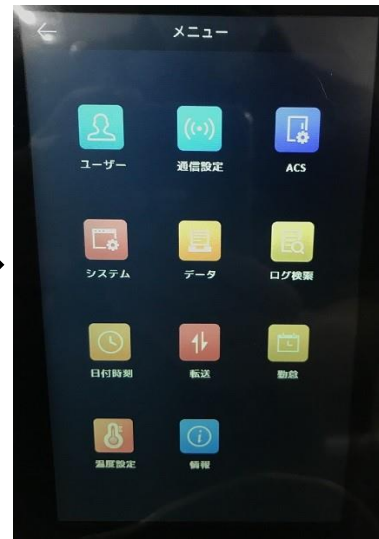 メニュー
ユーザー
通信設定
ACS
システム
データ
ログ検索
日付時刻
転送
勤怠
温度設定
情報